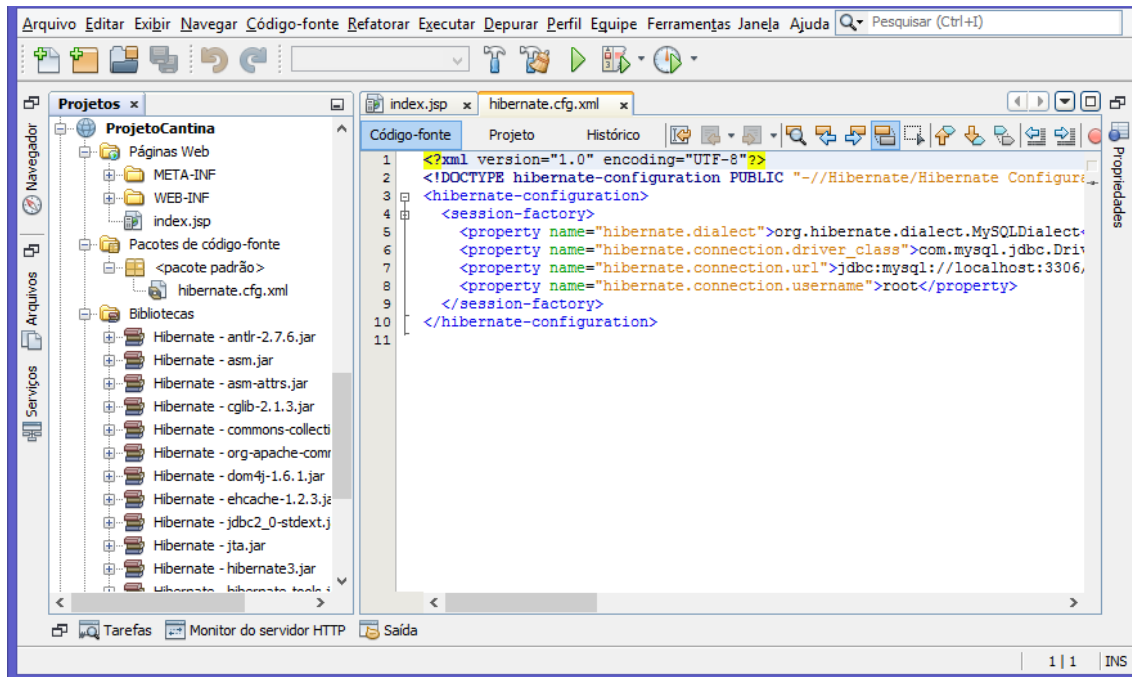 Arquivo Editar Exibir Navegar Código-fonte Refatorar Executar Depurar Perfil Equipe Ferramentas Janela Ajuda Pesquisar (Ctrl+I)
Projetos
index.jsp hibernate.cfg.xml
Código-fonte Projeto Histórico
Navegador
Arquivos
Serviços
Propriedades
ProjetoCantina
Páginas Web
META-INF
WEB-INF
index.jsp
Pacotes de código-fonte
<pacote padrão>
hibernate.cfg.xml
Bibliotecas
Hibernate - antlr-2.7.6.jar
Hibernate - asm.jar
Hibernate - asm-attrs.jar
Hibernate - cglib-2.1.3.jar
Hibernate - commons-collecti
Hibernate - org-apache-comm
Hibernate - dom4j-1.6.1.jar
Hibernate - ehcache-1.2.3.ja
Hibernate - jdbc2_0-stdext.j
Hibernate - jta.jar
Hibernate - hibernate3.jar
Hibernate - hibernate-tools.j
1 <?xml version="1.0" encoding="UTF-8"?>
2 <!DOCTYPE hibernate-configuration PUBLIC "-//Hibernate/Hibernate Configura
3 <hibernate-configuration>
4 <session-factory>
5 <property name="hibernate.dialect">org.hibernate.dialect.MySQLDialect<
6 <property name="hibernate.connection.driver_class">com.mysql.jdbc.Driv
7 <property name="hibernate.connection.url">jdbc:mysql://localhost:3306/
8 <property name="hibernate.connection.username">root</property>
9 </session-factory>
10 </hibernate-configuration>
11
Tarefas Monitor do servidor HTTP Saída
1 | 1 INS